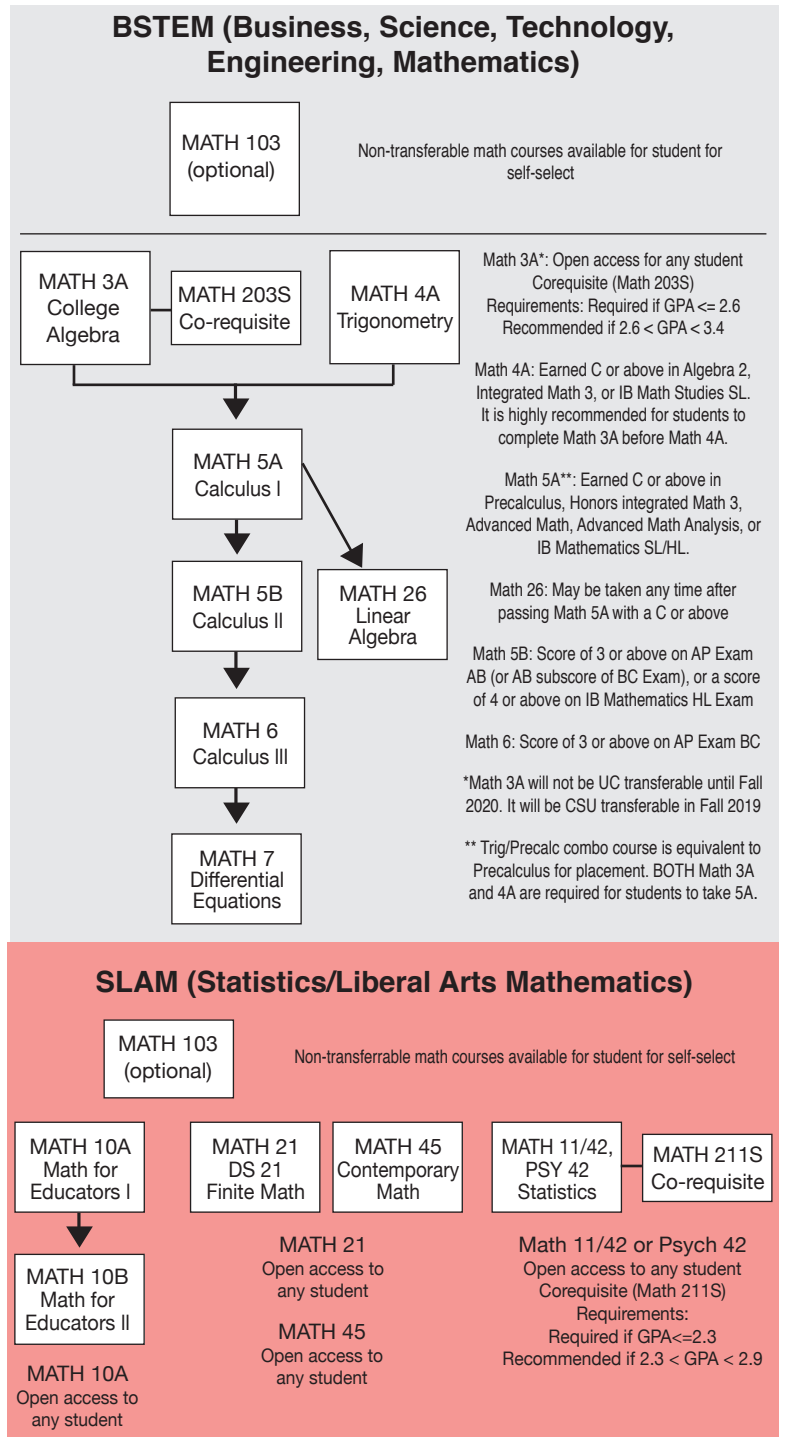 BSTEM (Business, Science, Technology,
Engineering, Mathematics)
MATH 103
(optional)
Non-transferable math courses available for student for
self-select
MATH 3A
College
Algebra
MATH 203S
Co-requisite
MATH 4A
Trigonometry
Math 3A*: Open access for any student
Corequisite (Math 203S)
Requirements: Required if GPA <= 2.6
Recommended if 2.6 < GPA < 3.4
Math 4A: Earned C or above in Algebra 2,
Integrated Math 3, or IB Math Studies SL.
It is highly recommended for students to
complete Math 3A before Math 4A.
MATH 5A
Calculus I
Math 5A**: Earned C or above in
Precalculus, Honors integrated Math 3,
Advanced Math, Advanced Math Analysis, or
IB Mathematics SL/HL.
MATH 5B
Calculus II
MATH 26
Linear
Algebra
Math 26: May be taken any time after
passing Math 5A with a C or above
Math 5B: Score of 3 or above on AP Exam
AB (or AB subscore of BC Exam), or a score
of 4 or above on IB Mathematics HL Exam
MATH 6
Calculus III
Math 6: Score of 3 or above on AP Exam BC
*Math 3A will not be UC transferable until Fall
2020. It will be CSU transferable in Fall 2019
MATH 7
Differential
Equations
** Trig/Precalc combo course is equivalent to
Precalculus for placement. BOTH Math 3A
and 4A are required for students to take 5A.
SLAM (Statistics/Liberal Arts Mathematics)
MATH 103
(optional)
Non-transferrable math courses available for student for self-select
MATH 10A
Math for
Educators I
MATH 21
DS 21
Finite Math
MATH 45
Contemporary
Math
MATH 11/42,
PSY 42
Statistics
MATH 211S
Co-requisite
MATH 10B
Math for
Educators II
MATH 10A
Open access to
any student
MATH 21
Open access to
any student
MATH 45
Open access to
any student
Math 11/42 or Psych 42
Open access to any student
Corequisite (Math 211S)
Requirements:
Required if GPA<=2.3
Recommended if 2.3 < GPA < 2.9